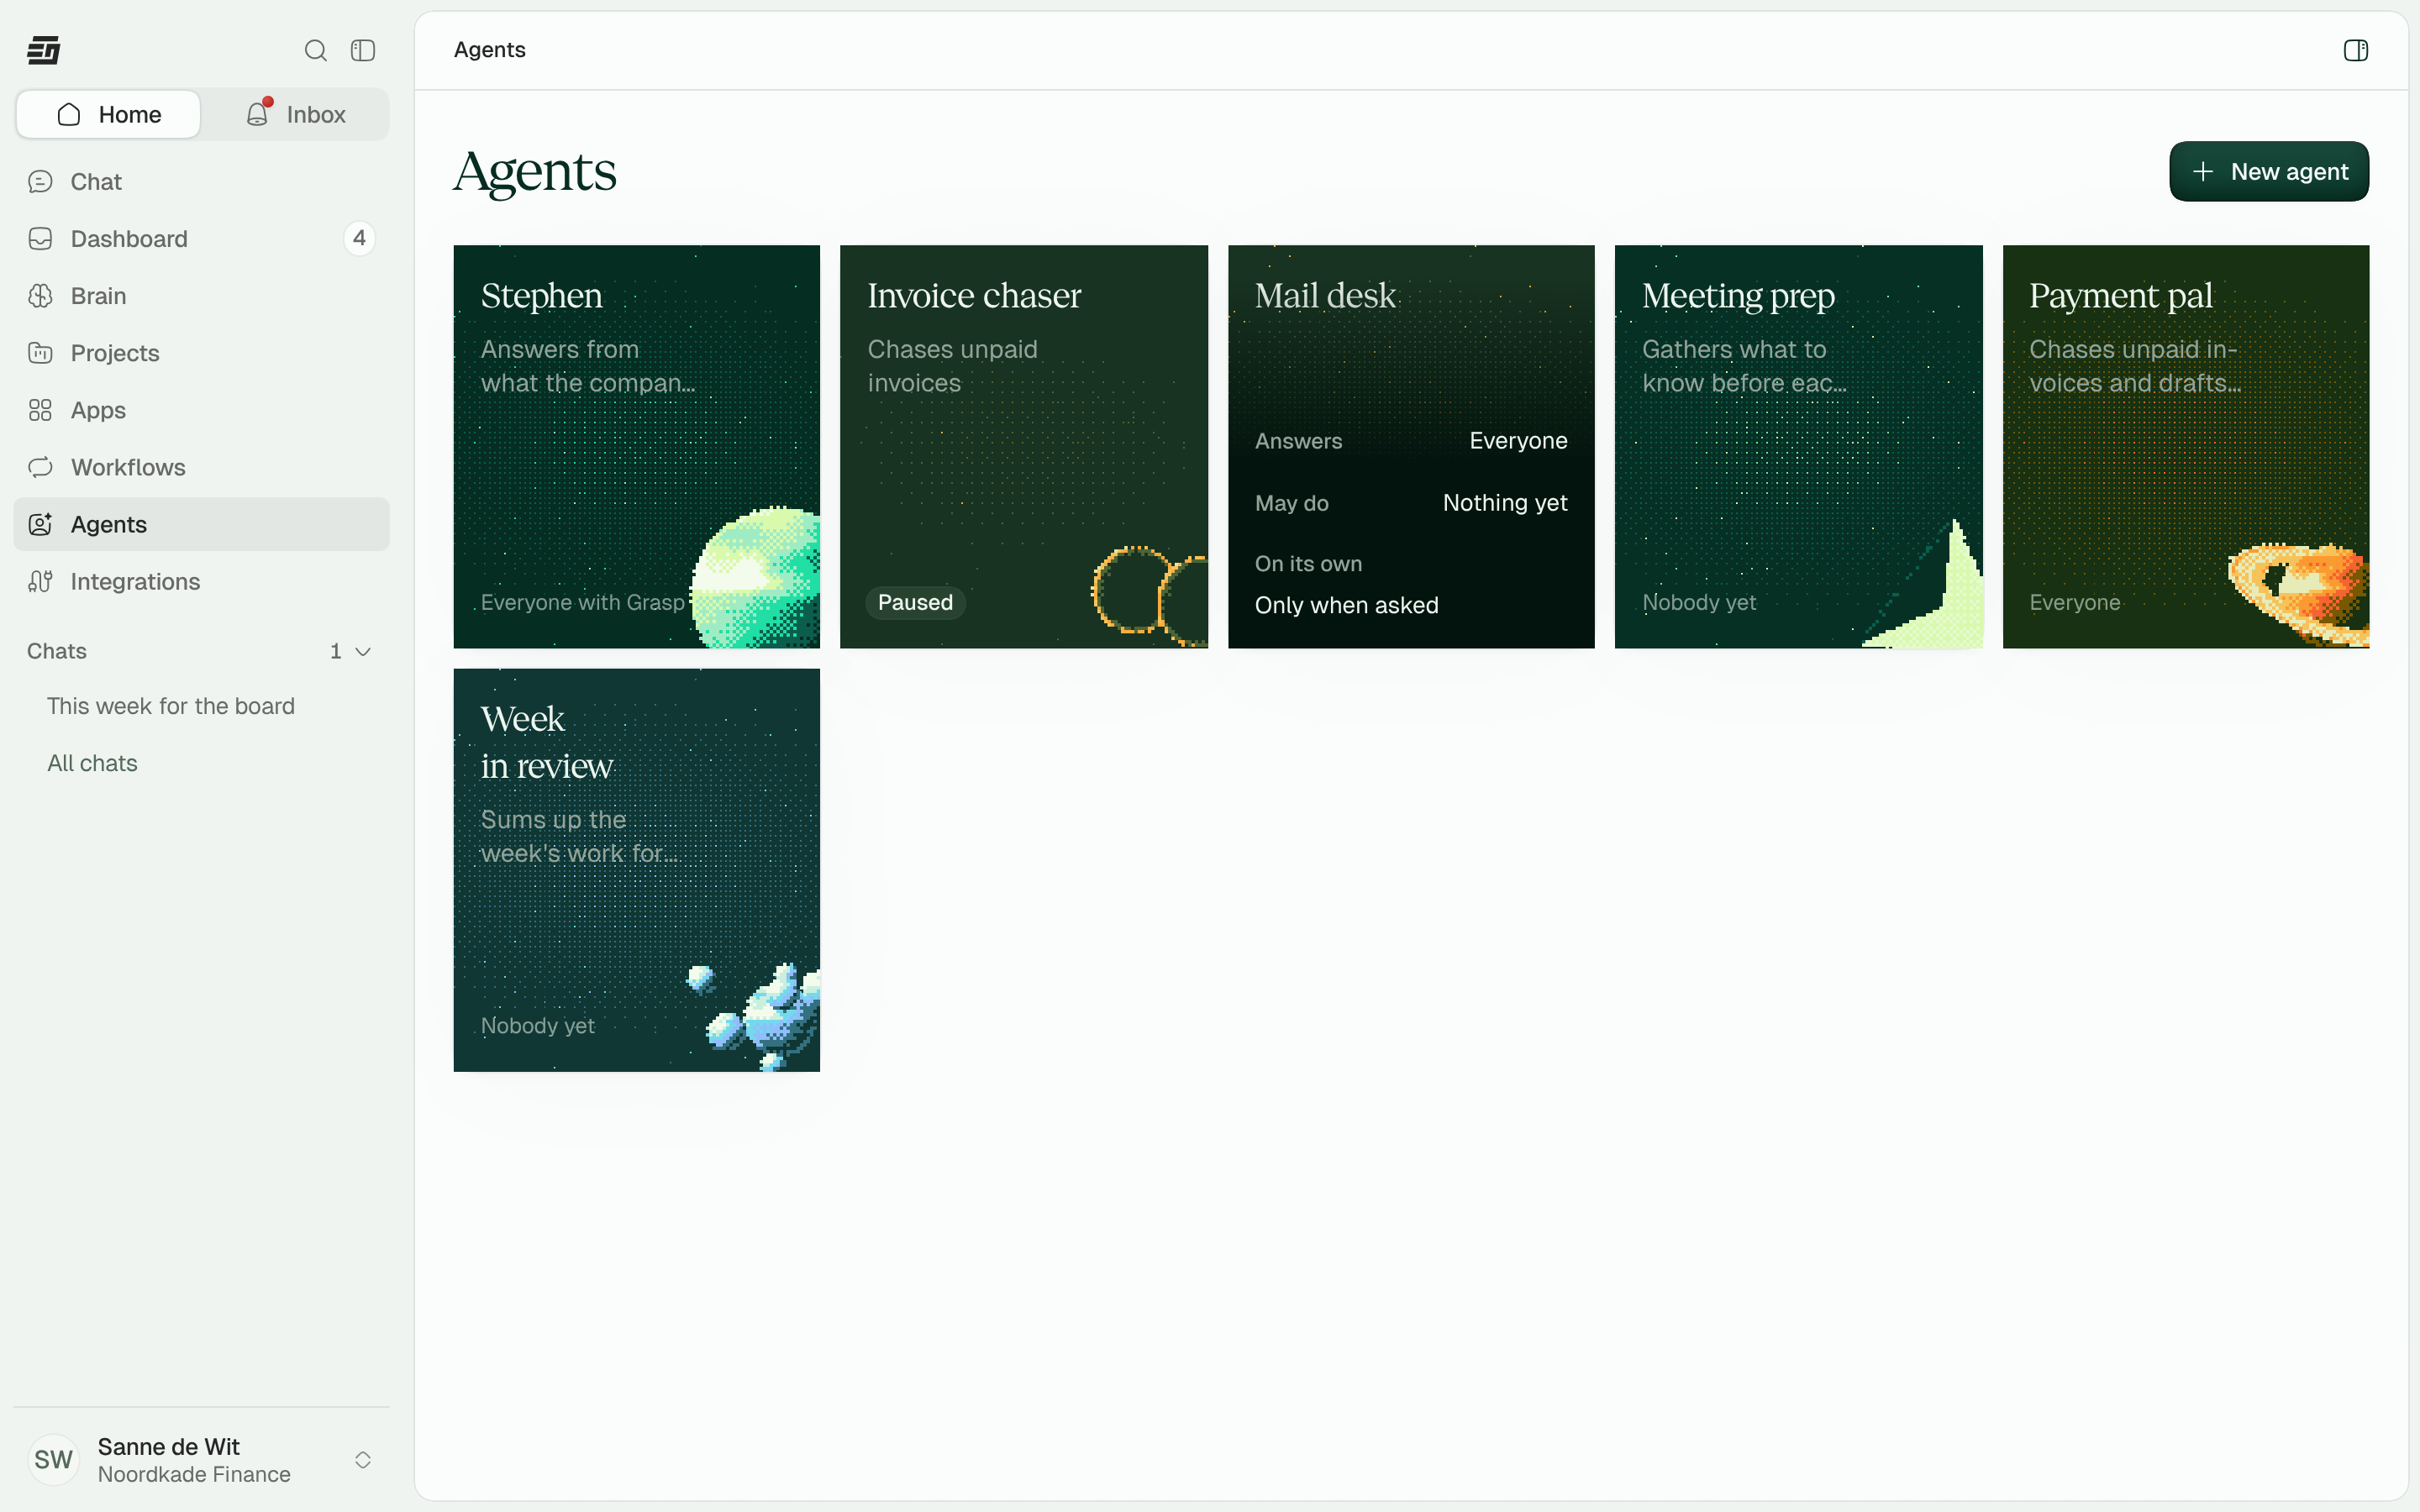 Agents
Home
Inbox
Chat
Dashboard
4
Brain
Projects
Apps
Workflows
Agents
Integrations
Chats
1
This week for the board
All chats
SW
Sanne de Wit
Noordkade Finance
Agents
New agent
Stephen
Answers from
what the compan...
Everyone with Grasp
Invoice chaser
Chases unpaid
invoices
Paused
Mail desk
Answers
Everyone
May do
Nothing yet
On its own
Only when asked
Meeting prep
Gathers what to
know before eac...
Nobody yet
Payment pal
Chases unpaid in-
voices and drafts...
Everyone
Week
in review
Sums up the
week's work for...
Nobody yet